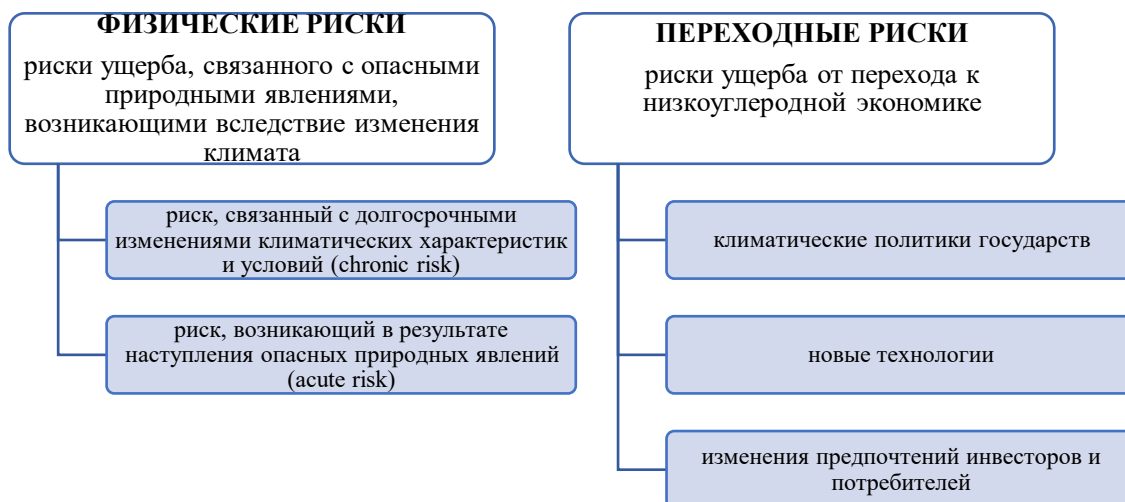 ФИЗИЧЕСКИЕ РИСКИ
риски ущерба, связанного с опасными
природными явлениями,
возникающими вследствие изменения
климата
риск, связанный с долгосрочными
изменениями климатических характеристик
и условий (chronic risk)
риск, возникающий в результате
наступления опасных природных явлений
(acute risk)
ПЕРЕХОДНЫЕ РИСКИ
риски ущерба от перехода к
низкоуглеродной экономике
климатические политики государств
новые технологии
изменения предпочтений инвесторов и
потребителей